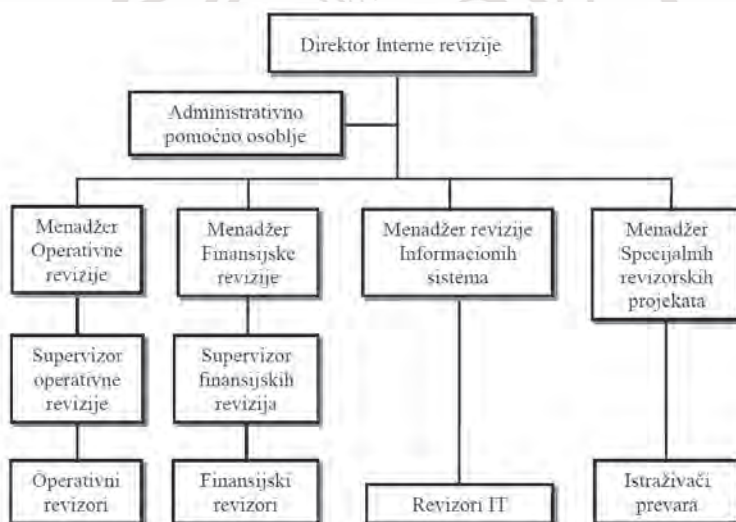 Direktor Interne revizije
Administrativno
pomoćno osoblje
Menadžer
Operativne
revizije
Menadžer
Finansijske
revizije
Menadžer revizije
Informacionih
sistema
Menadžer
Specijalnih
revizorskih
projekata
Supervizor
operativne
revizije
Supervizor
finansijskih
revizija
Operativni
revizori
Finansijski
revizori
Revizori IT
Istraživači
prevara